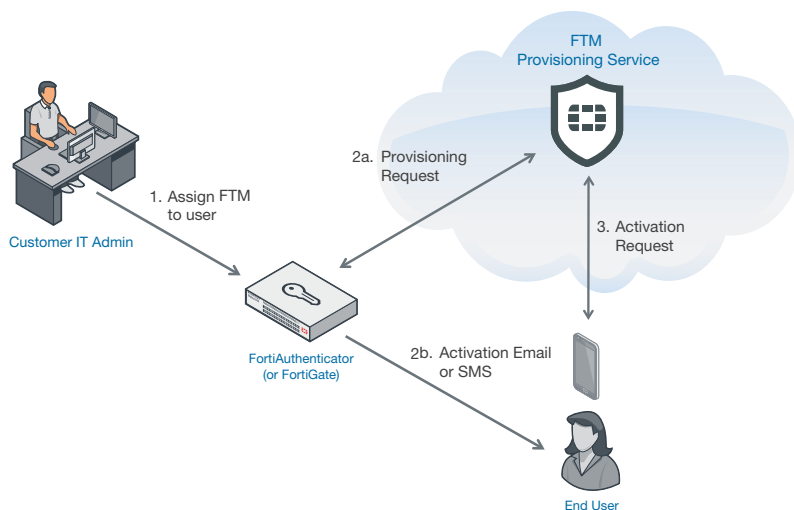 FTM
Provisioning Service
2a. Provisioning
Request
1. Assign FTM
to user
3. Activation
Request
Customer IT Admin
FortiAuthenticator
(or FortiGate)
2b. Activation Email
or SMS
End User